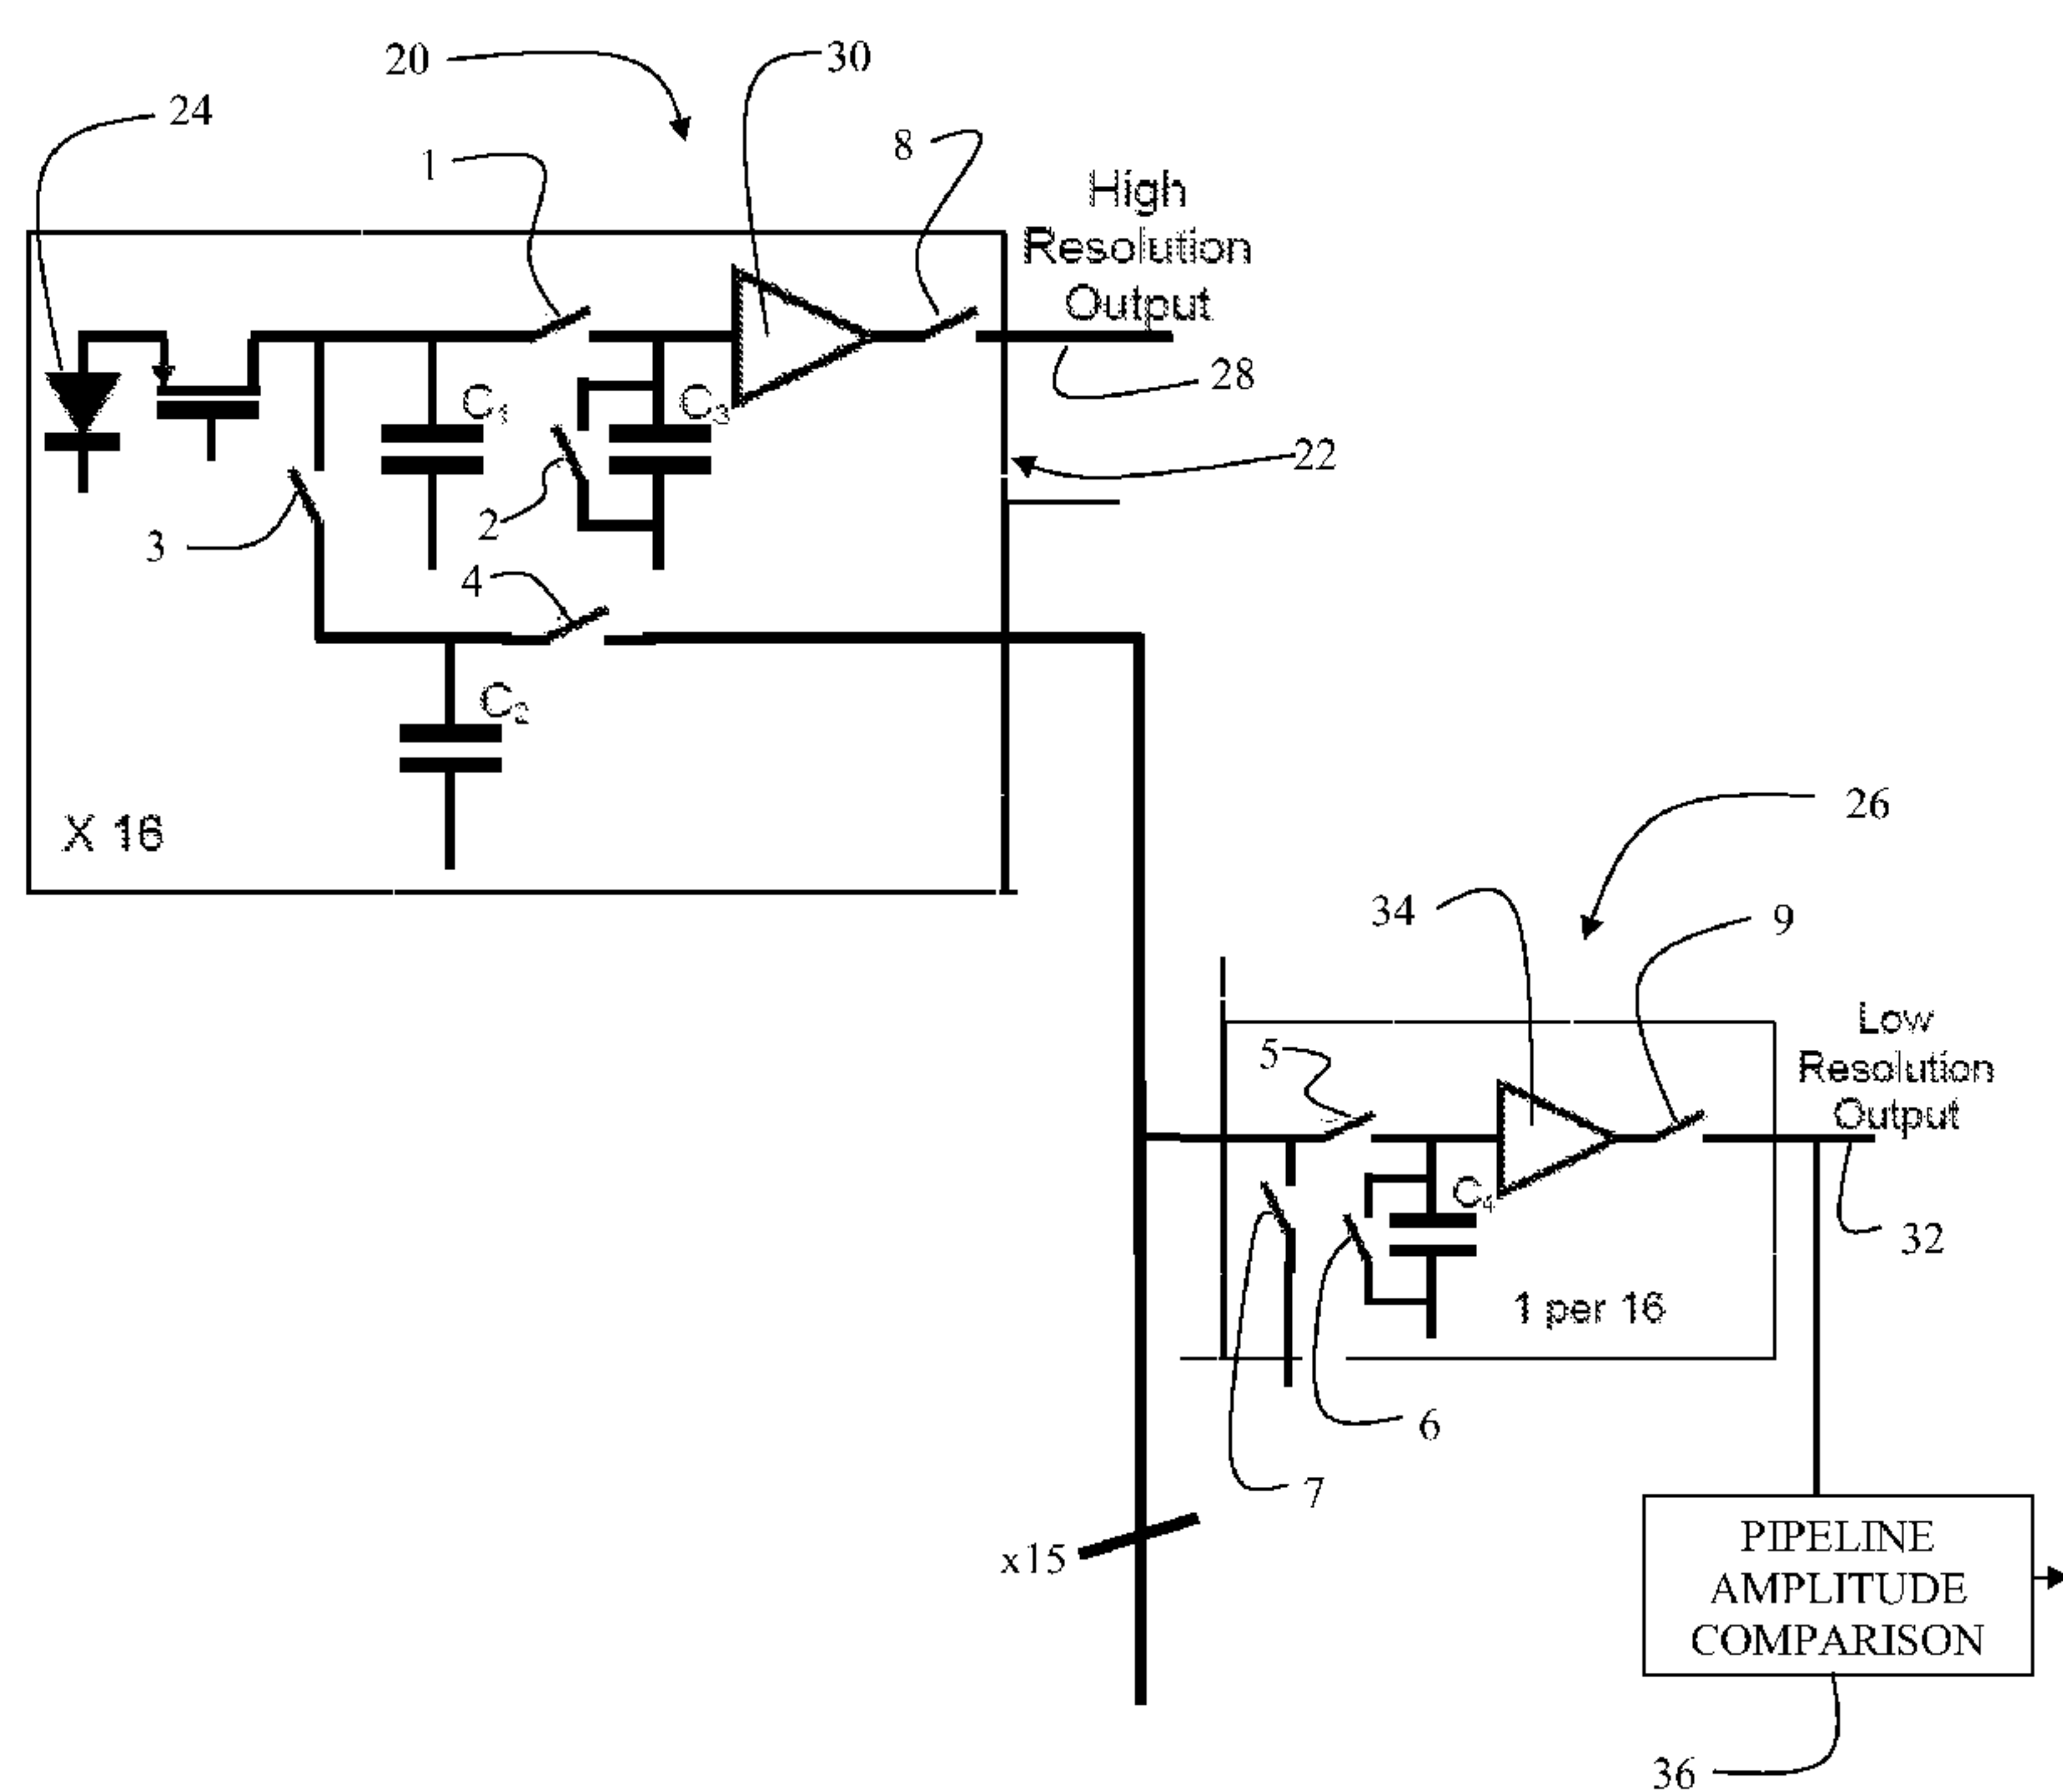 20
30
24
1
8
High
Resolution
Output
28
C1
C3
22
2
3
4
C2
X 16
26
34
9
Low
Resolution
Output
5
C4
32
1 per 16
6
7
x15
PIPELINE
AMPLITUDE
COMPARISON
36